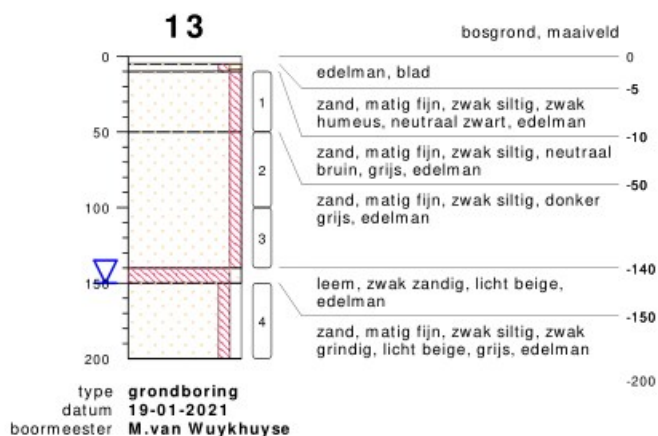 13
bosgrond, maaiveld
0
0
edelman, blad
-5
1
zand, matig fijn, zwak siltig, zwak
humeus, neutraal zwart, edelman
-10
50
2
zand, matig fijn, zwak siltig, neutraal
bruin, grijs, edelman
-50
zand, matig fijn, zwak siltig, donker
grijs, edelman
100
3
-140
150
leem, zwak zandig, licht beige,
edelman
-150
4
zand, matig fijn, zwak siltig, zwak
grindig, licht beige, grijs, edelman
200
-200
type grondboring
datum 19-01-2021
boormeester M.van Wuykhuyse